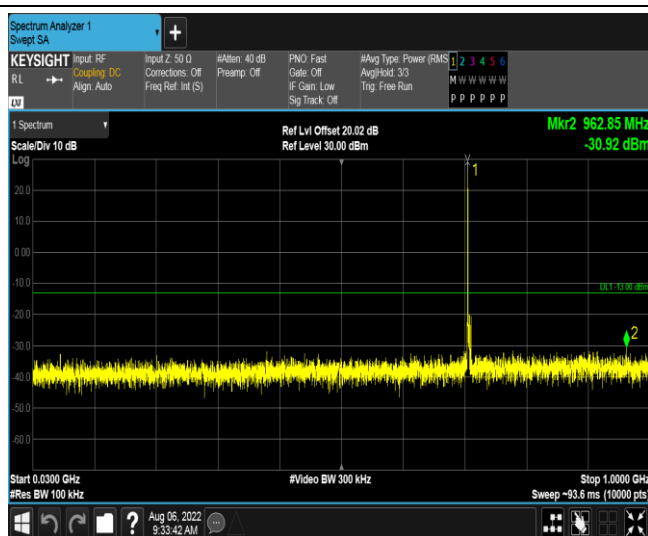 Spectrum Analyzer 1
Swept SA
+
KEYSIGHT
RL
LXI
Input: RF
Coupling: DC
Align: Auto
Input Z: 50 Ω
Corrections: Off
Freq Ref: Int (S)
#Atten: 40 dB
Preamp: Off
PNO: Fast
Gate: Off
IF Gain: Low
Sig Track: Off
#Avg Type: Power (RMS
Avg|Hold: 3/3
Trig: Free Run
1 2 3 4 5 6
M W W W W W
P P P P P P
1 Spectrum
Scale/Div 10 dB
Ref Lvl Offset 20.02 dB
Ref Level 30.00 dBm
Mkr2 962.85 MHz
-30.92 dBm
Log
1
20.0
10.0
0.00
-10.0
DL1 -13.00 dBm
-20.0
2
-30.0
-40.0
-50.0
-60.0
Start 0.0300 GHz
#Res BW 100 kHz
#Video BW 300 kHz
Stop 1.0000 GHz
Sweep ~93.6 ms (10000 pts)
?
Aug 06, 2022
9:33:42 AM